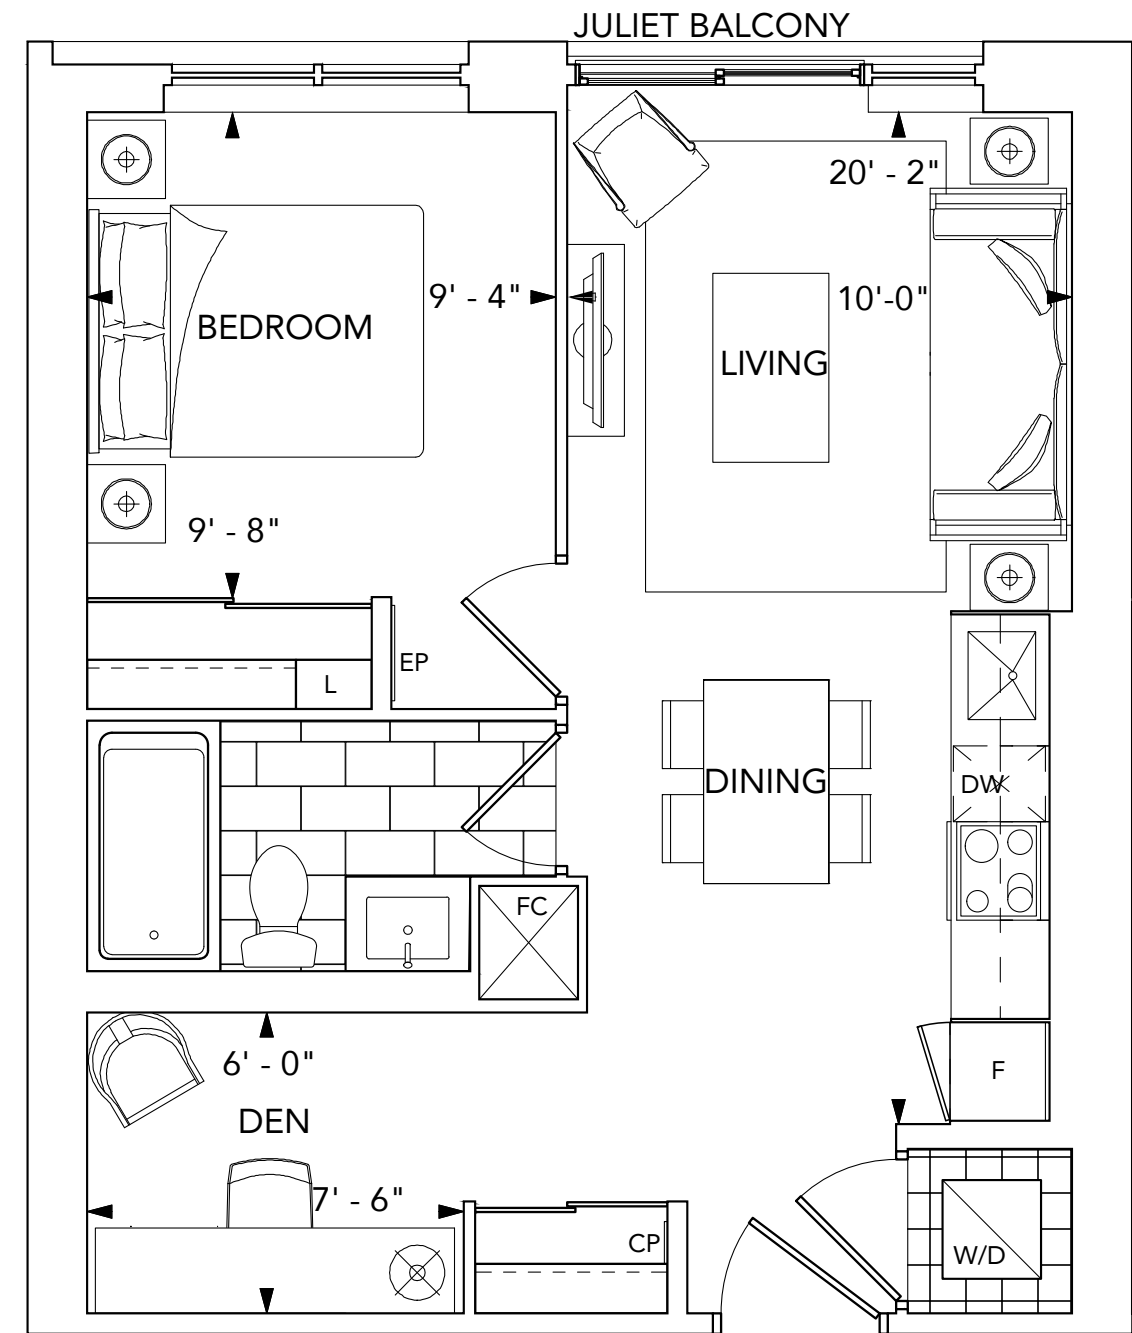 JULIET BALCONY
20' - 2"
9' - 4"
10'-0"
BEDROOM
LIVING
9' - 8"
EP
L
DINING
DW
FC
6' - 0"
F
DEN
7' - 6"
CP
W/D